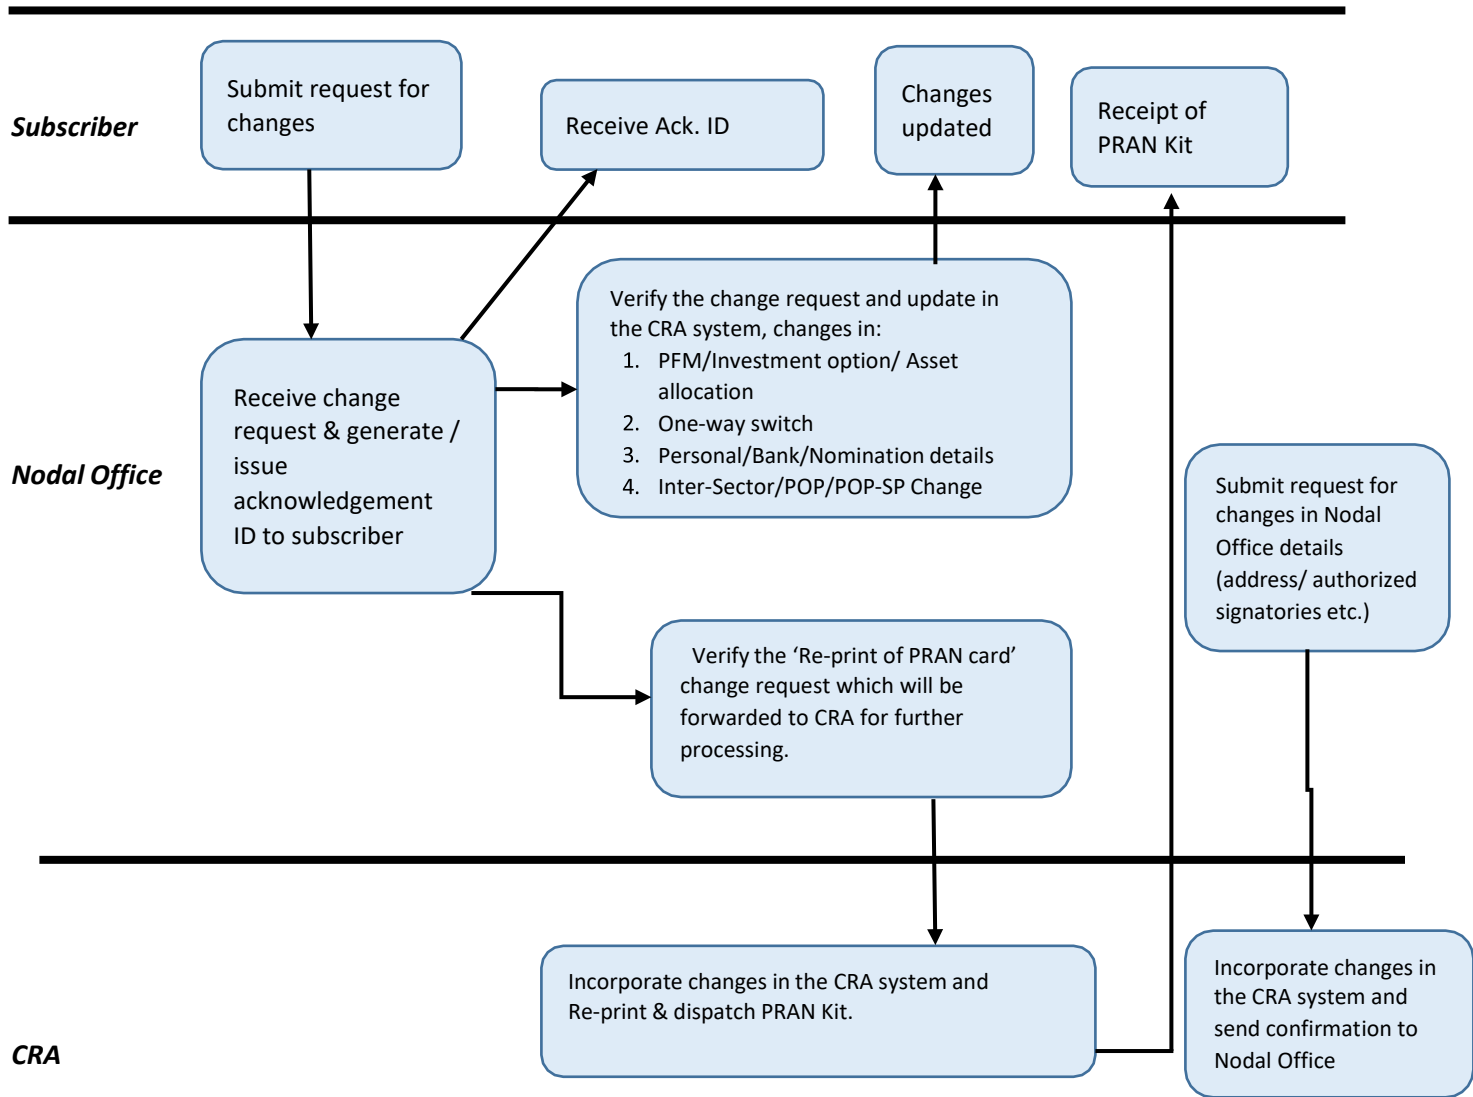 Subscriber
Submit request for
changes
Receive Ack. ID
Changes
updated
Receipt of
PRAN Kit
Nodal Office
Receive change
request & generate /
issue
acknowledgement
ID to subscriber
Verify the change request and update in
the CRA system, changes in:
1. PFM/Investment option/ Asset
allocation
2. One-way switch
3. Personal/Bank/Nomination details
4. Inter-Sector/POP/POP-SP Change
Submit request for
changes in Nodal
Office details
(address/ authorized
signatories etc.)
Verify the ‘Re-print of PRAN card’
change request which will be
forwarded to CRA for further
processing.
CRA
Incorporate changes in the CRA system and
Re-print & dispatch PRAN Kit.
Incorporate changes in
the CRA system and
send confirmation to
Nodal Office